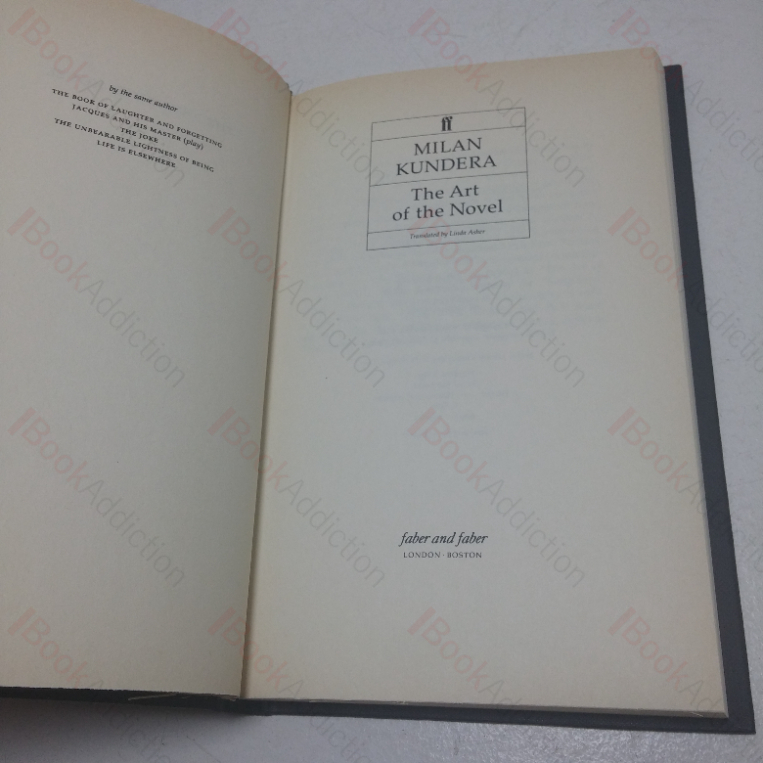 by the same author
THE BOOK OF LAUGHTER AND FORGETTING
JACQUES AND HIS MASTER (play)
THE JOKE
THE UNBEARABLE LIGHTNESS OF BEING
LIFE IS ELSEWHERE
ff
MILAN
KUNDERA
The Art
of the Novel
Translated by Linda Asher
faber and faber
LONDON · BOSTON
BookAddiction